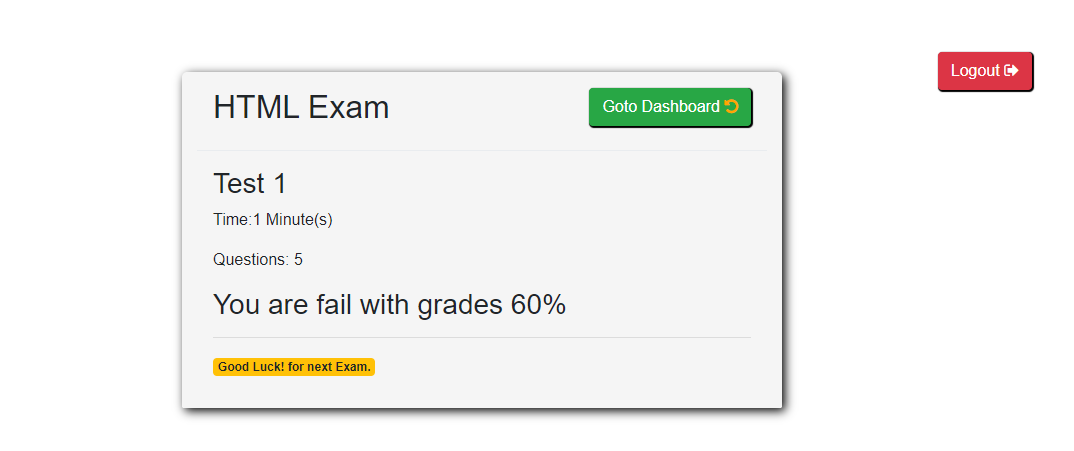 Logout
HTML Exam
Goto Dashboard
Test 1
Time:1 Minute(s)
Questions: 5
You are fail with grades 60%
Good Luck! for next Exam.